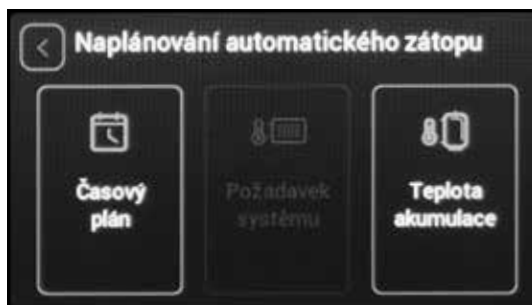 Naplánování automatického zátopu
Časový
plán
Požadavek
systému
Teplota
akumulace